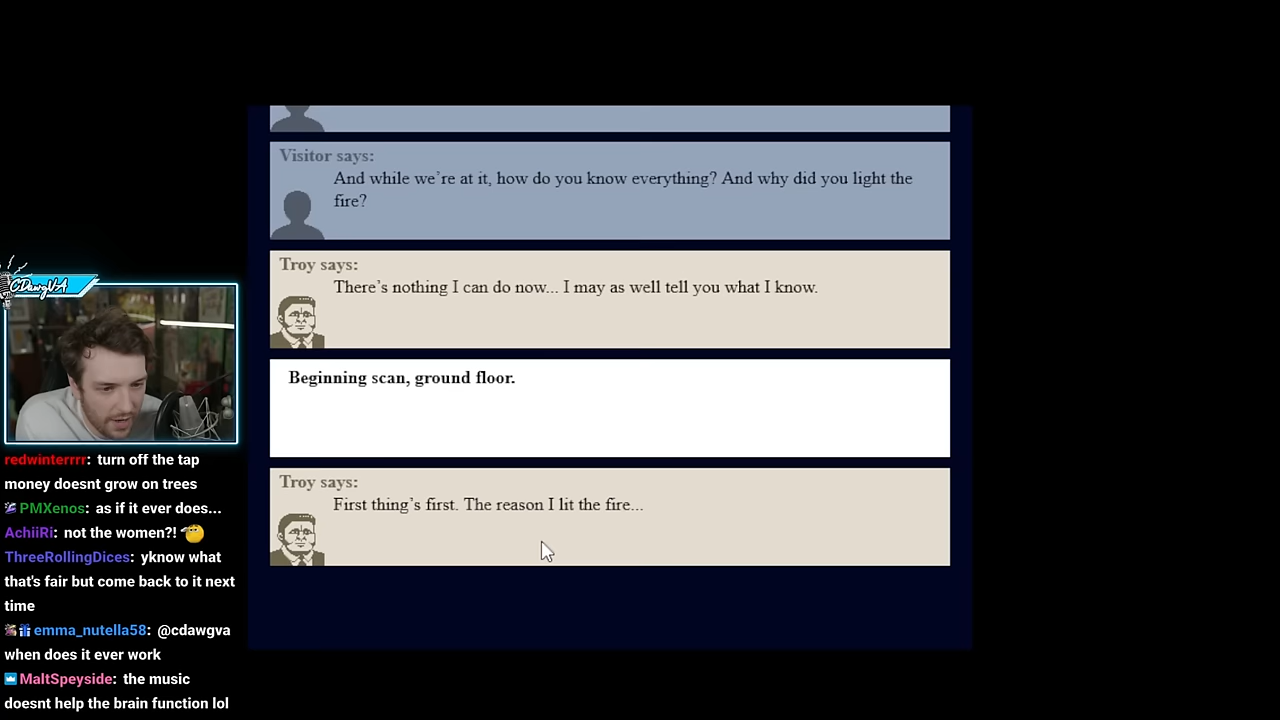 Visitor says:
And while we're at it, how do you know everything? And why did you light the
fire?
Troy says:
There's nothing I can do now... I may as well tell you what I know.
Beginning scan, ground floor.
Troy says:
First thing's first. The reason I lit the fire...
CDawgVA
redwinterrrr: turn off the tap
money doesnt grow on trees
PMXenos: as if it ever does...
AchiiRi: not the women?!
ThreeRollingDices: yknow what
that's fair but come back to it next
time
emma_nutella58: @cdawgva
when does it ever work
MaltSpeyside: the music
doesnt help the brain function lol